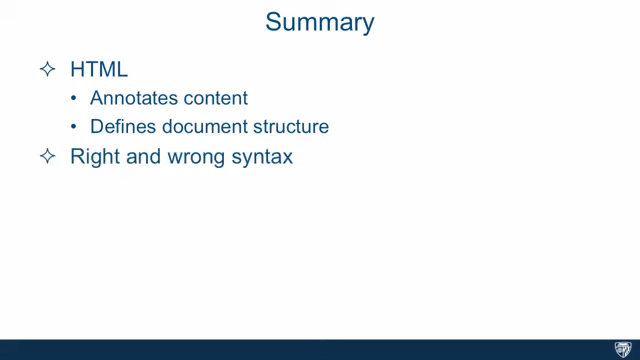 Summary
✧ HTML
• Annotates content
• Defines document structure
✧ Right and wrong syntax